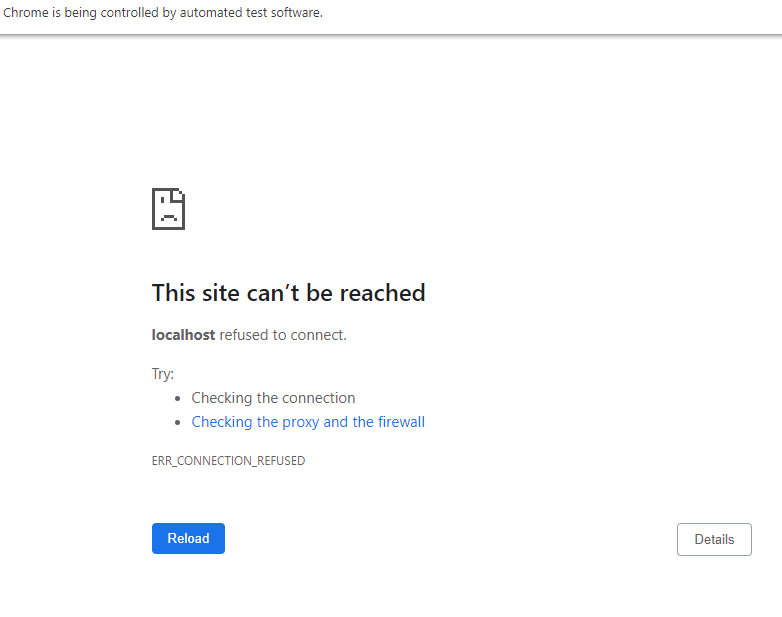 Chrome is being controlled by automated test software.
This site can’t be reached
localhost refused to connect.
Try:
• Checking the connection
• Checking the proxy and the firewall
ERR_CONNECTION_REFUSED
Reload
Details